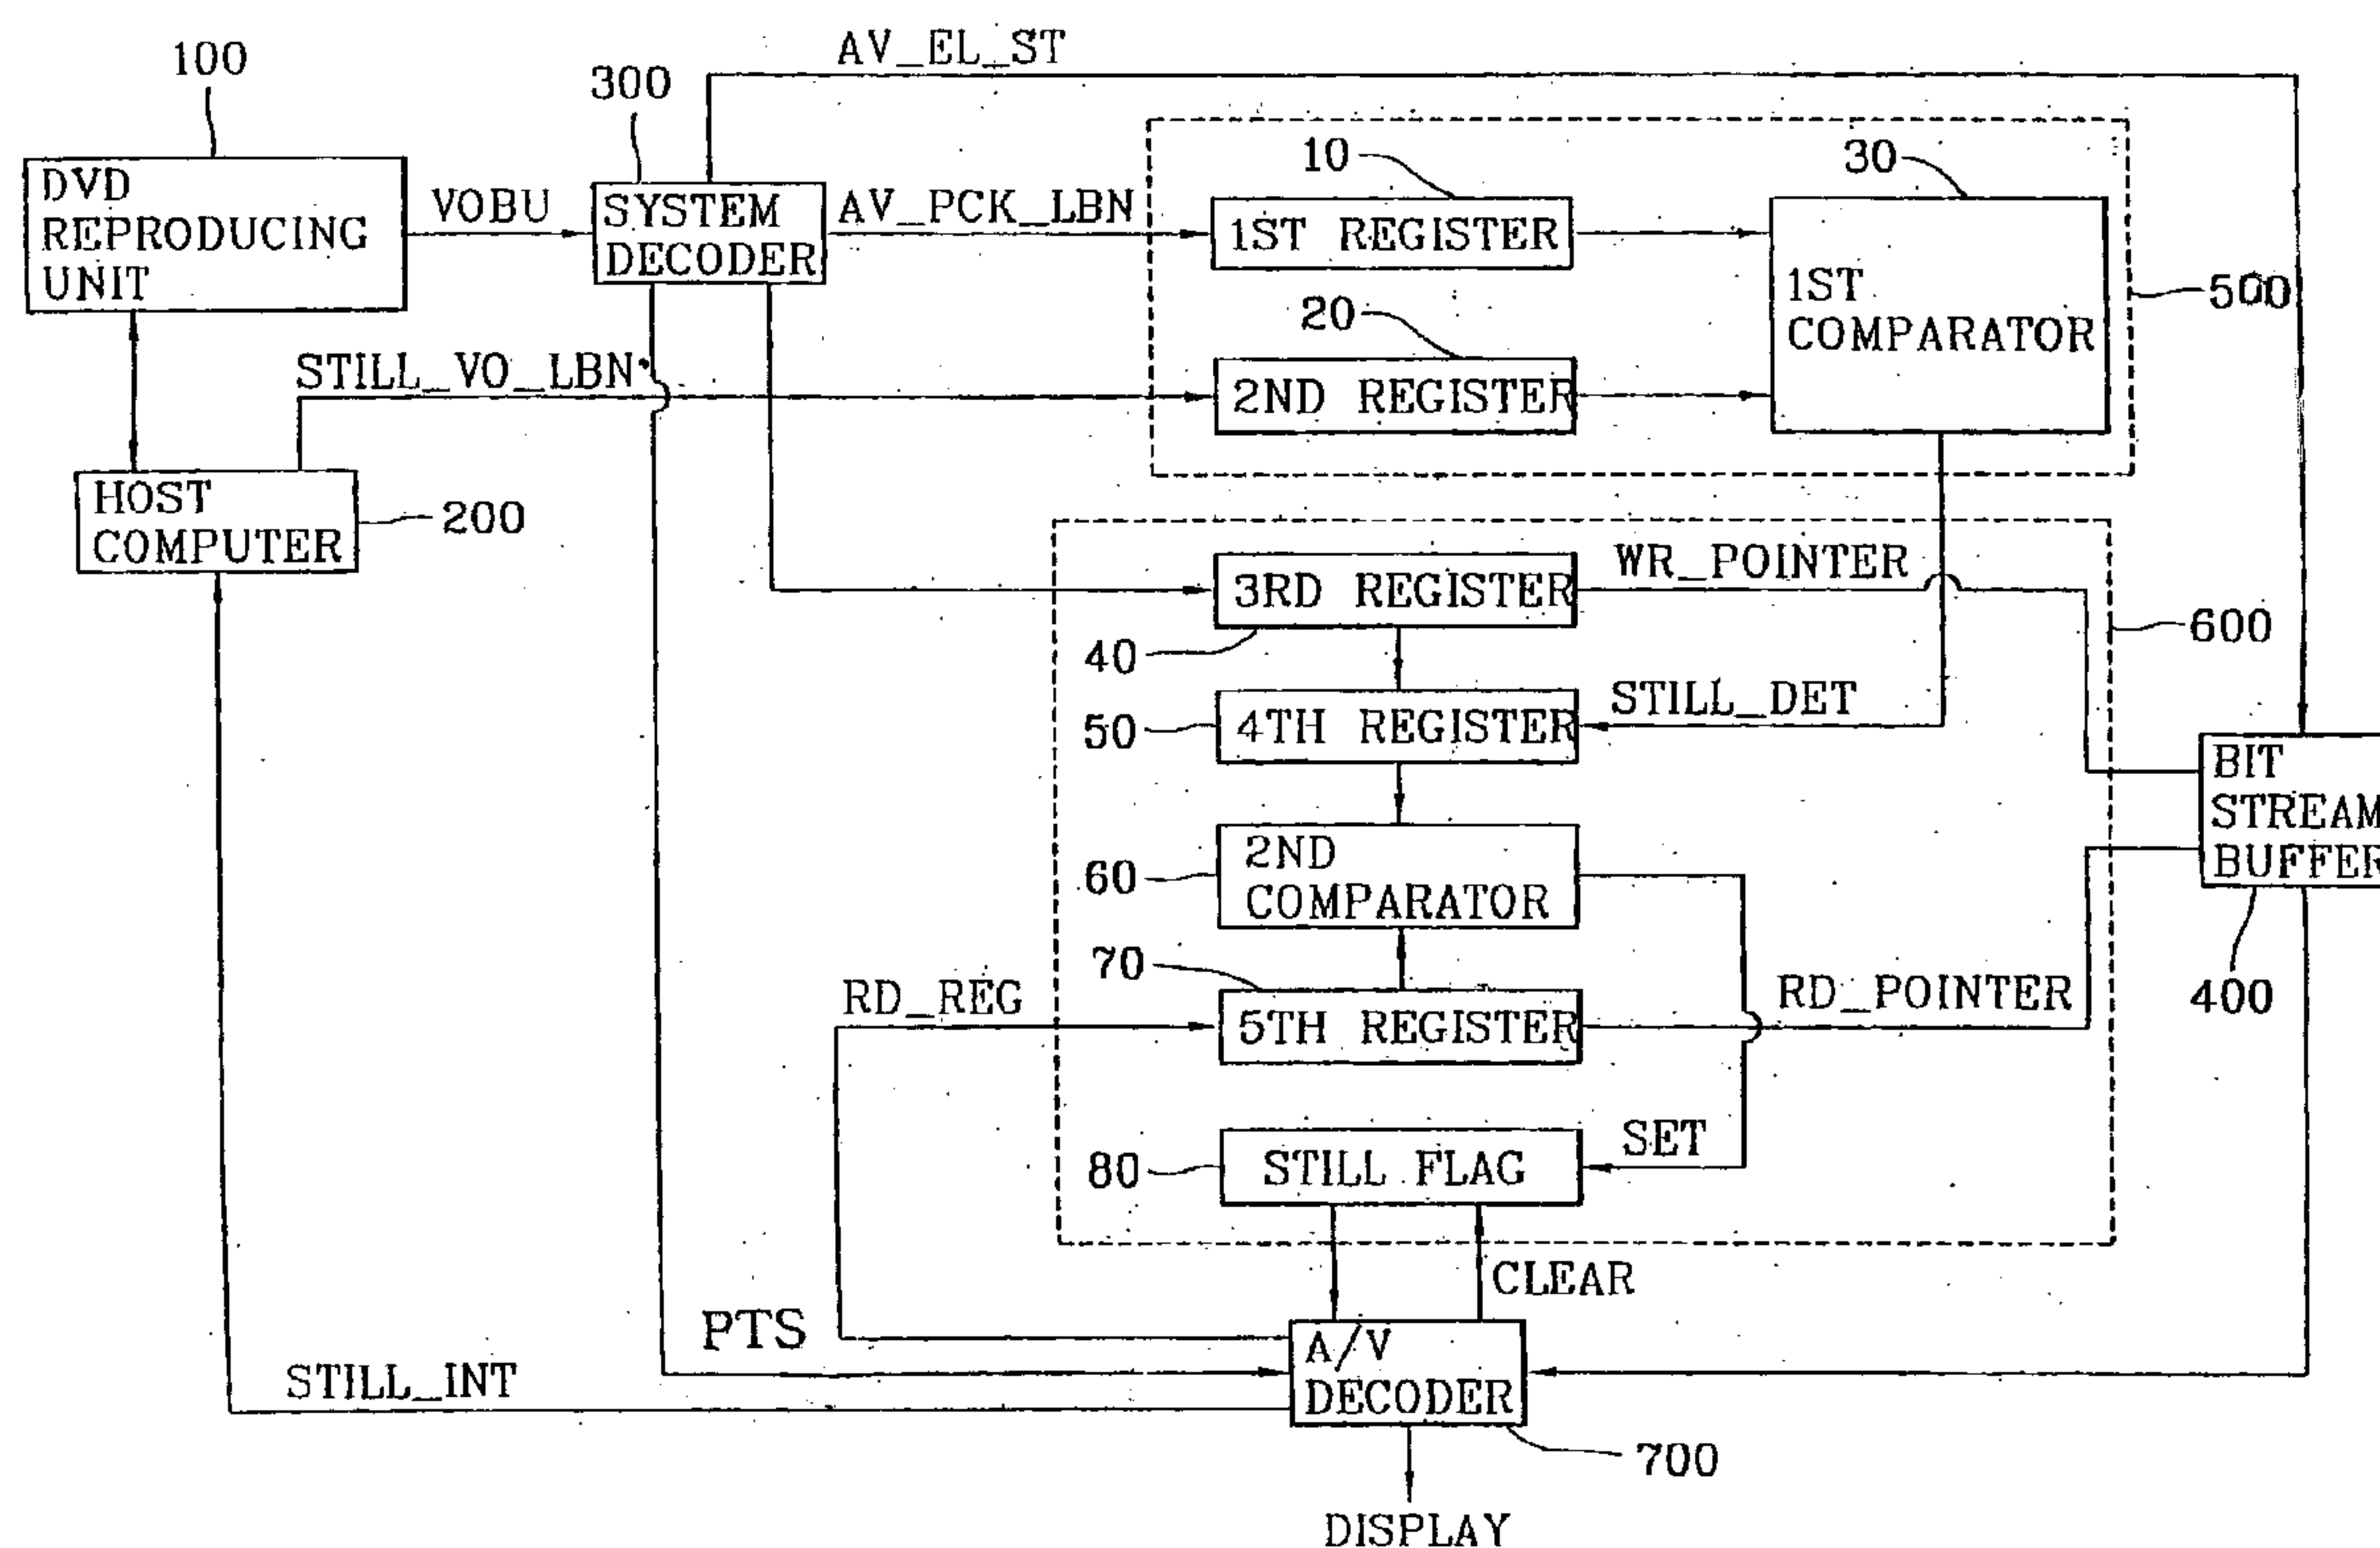 AV_EL_ST
100
300
10
30
DVD
REPRODUCING
UNIT
VOBU
SYSTEM
DECODER
AV_PCK_LBN
1ST REGISTER
1ST
COMPARATOR
500
20
STILL_VO_LBN
2ND REGISTER
HOST
COMPUTER
200
WR_POINTER
3RD REGISTER
600
40
STILL_DET
50
4TH REGISTER
BIT
STREAM
BUFFER
60
2ND
COMPARATOR
70
RD_REG
RD_POINTER
400
5TH REGISTER
SET
80
STILL FLAG
CLEAR
PTS
A/V
DECODER
STILL_INT
700
DISPLAY